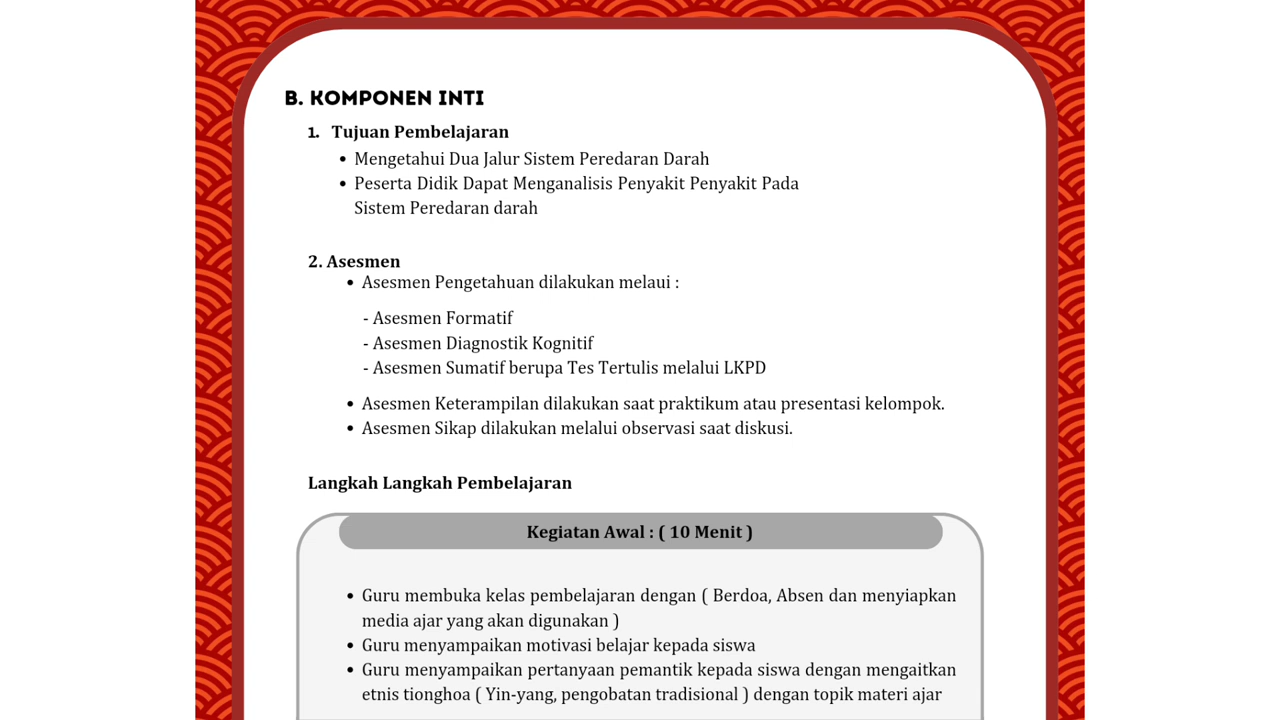 B. KOMPONEN INTI
1. Tujuan Pembelajaran
• Mengetahui Dua Jalur Sistem Peredaran Darah
• Peserta Didik Dapat Menganalisis Penyakit Penyakit Pada
Sistem Peredaran darah
2. Asesmen
• Asesmen Pengetahuan dilakukan melaui :
- Asesmen Formatif
- Asesmen Diagnostik Kognitif
- Asesmen Sumatif berupa Tes Tertulis melalui LKPD
• Asesmen Keterampilan dilakukan saat praktikum atau presentasi kelompok.
• Asesmen Sikap dilakukan melalui observasi saat diskusi.
Langkah Langkah Pembelajaran
Kegiatan Awal : ( 10 Menit )
• Guru membuka kelas pembelajaran dengan ( Berdoa, Absen dan menyiapkan
media ajar yang akan digunakan )
• Guru menyampaikan motivasi belajar kepada siswa
• Guru menyampaikan pertanyaan pemantik kepada siswa dengan mengaitkan
etnis tionghoa ( Yin-yang, pengobatan tradisional ) dengan topik materi ajar